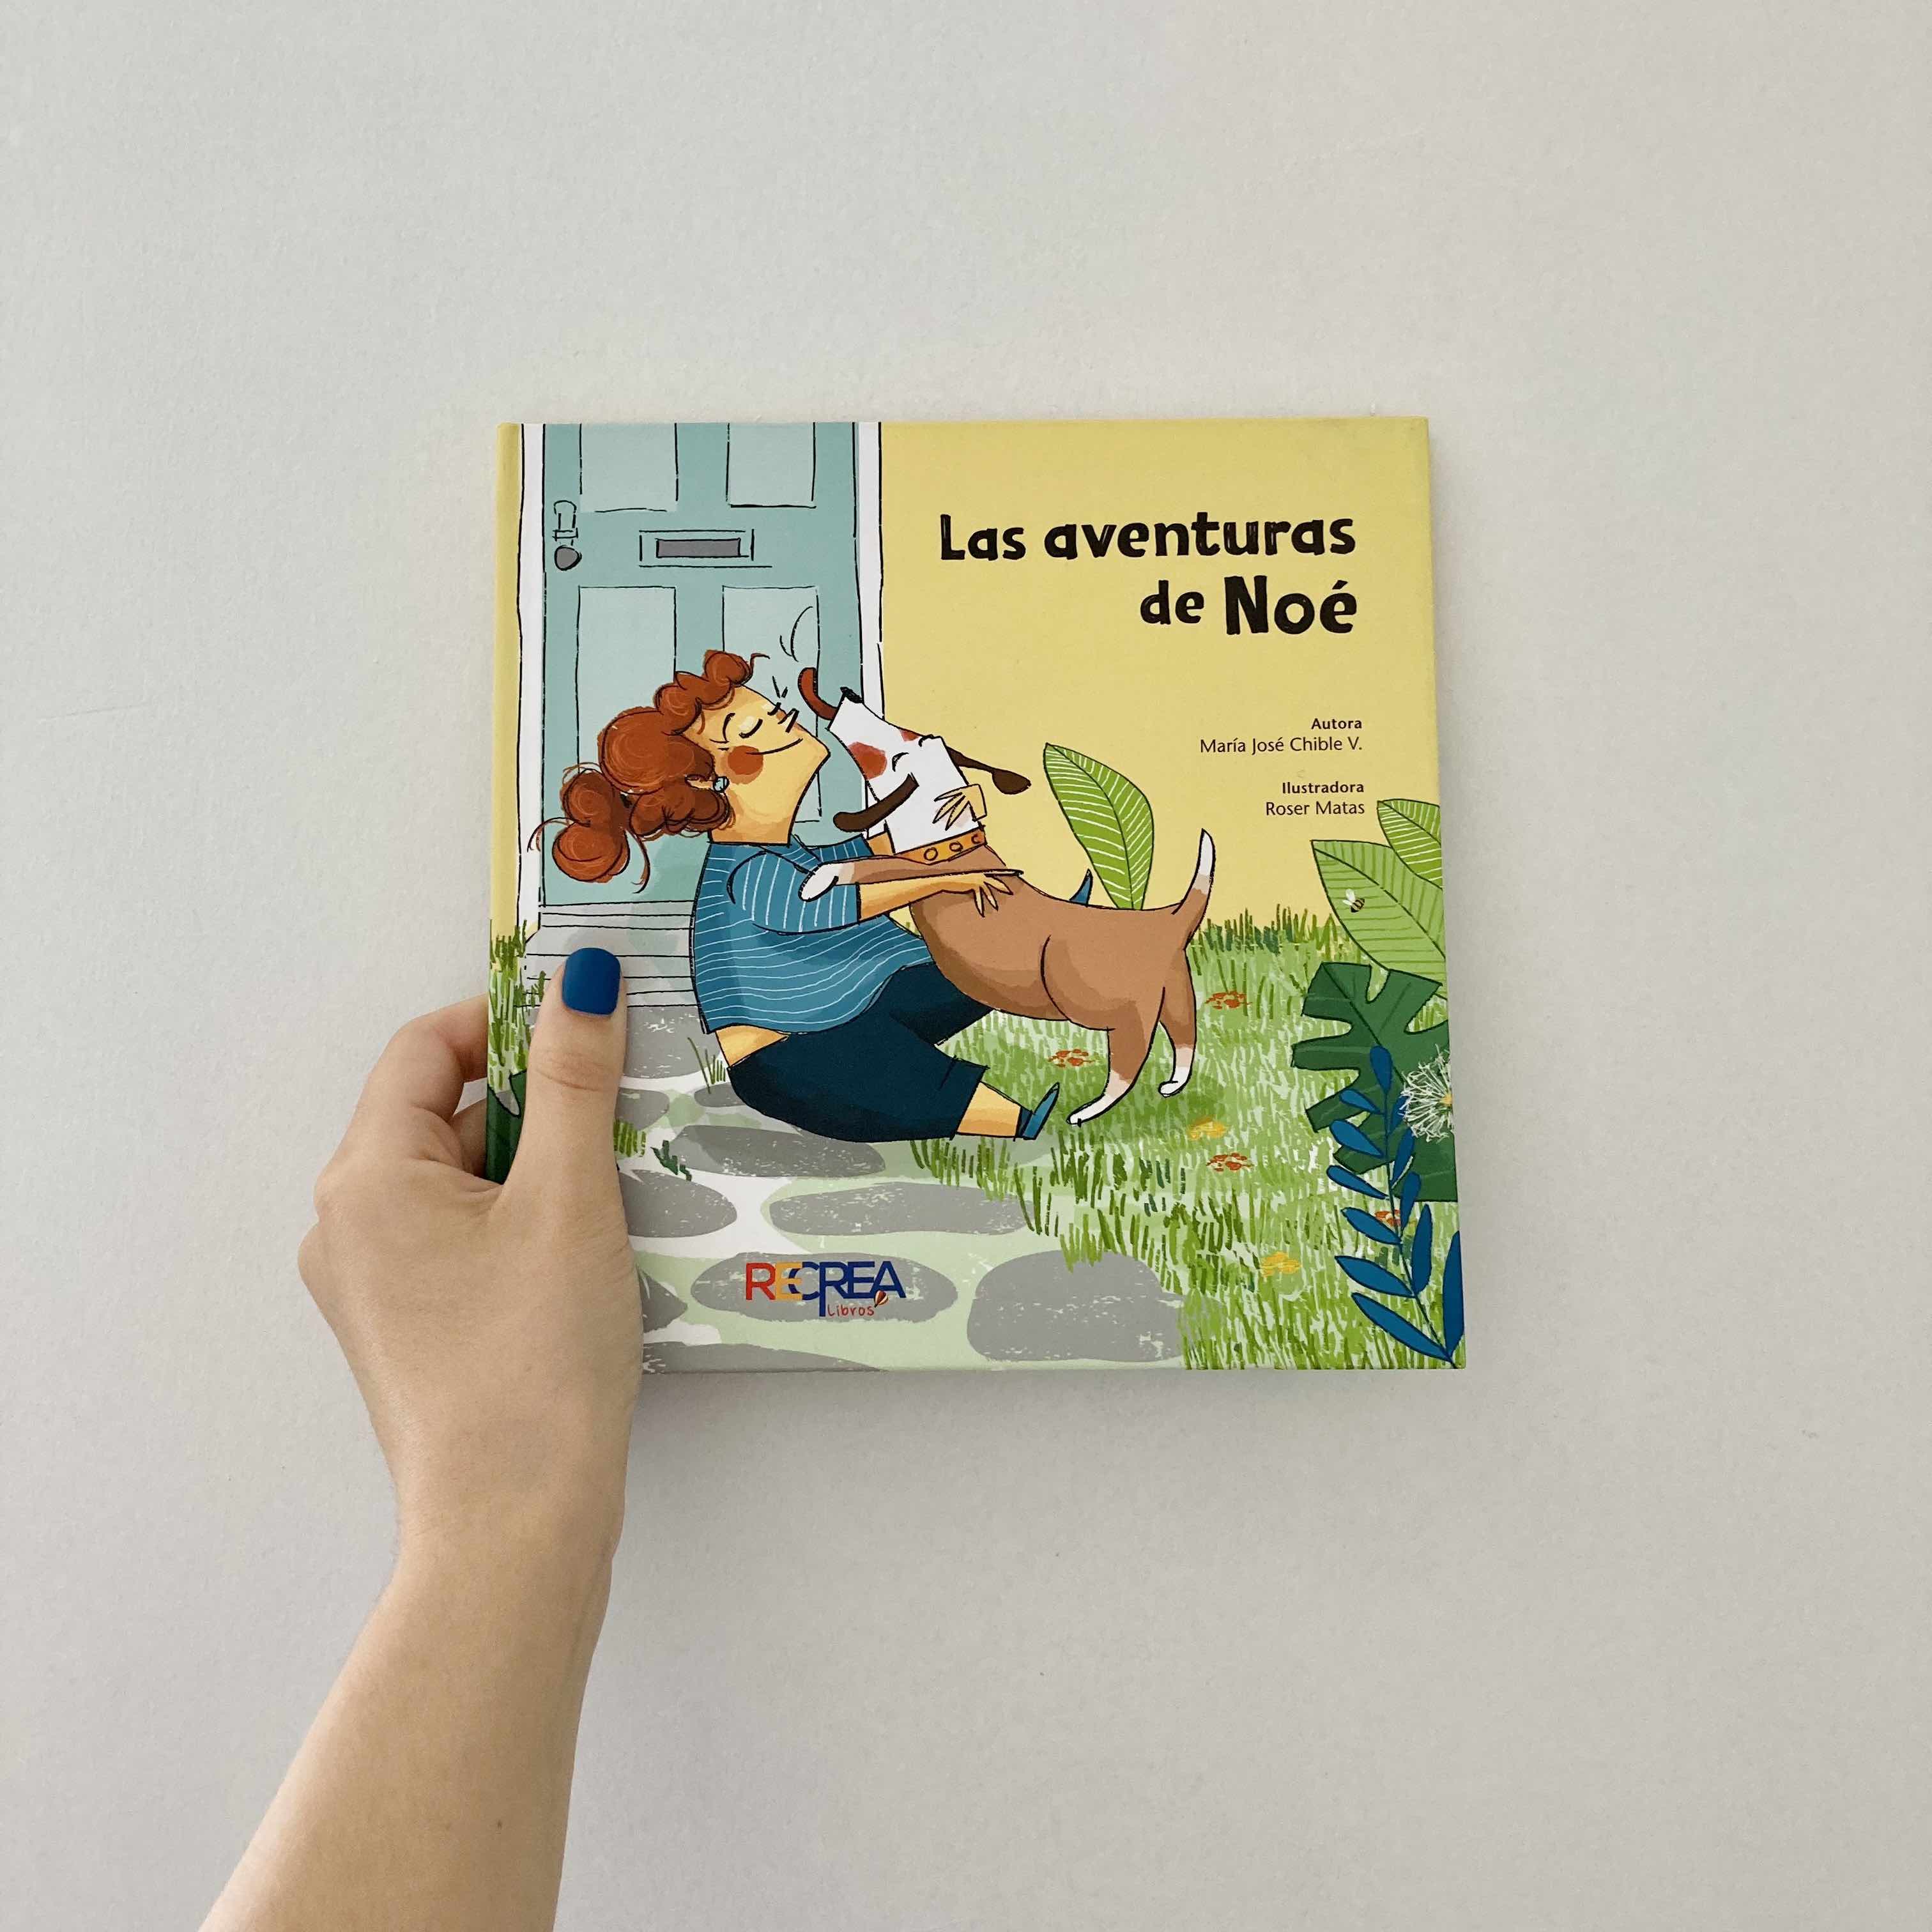 Las aventuras
de Noé
Autora
María José Chible V.
Ilustradora
Roser Matas
RECREA
Libros